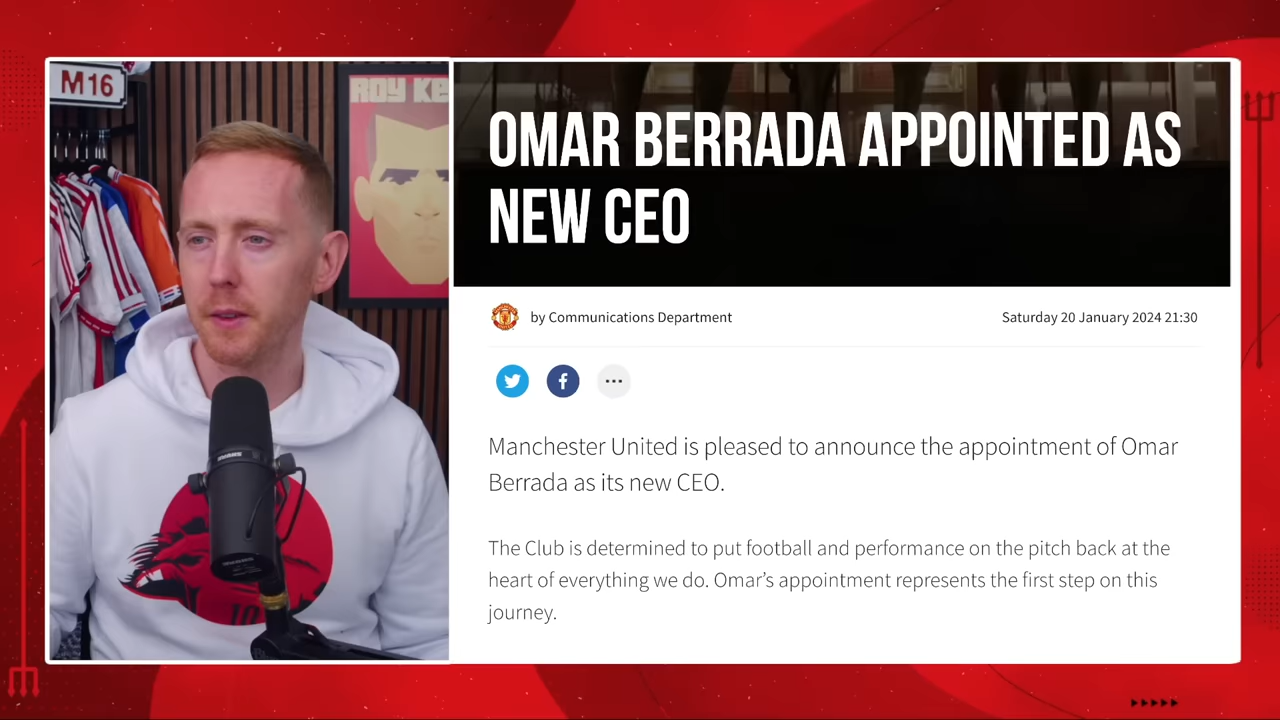 M16
ROY KE
OMAR BERRADA APPOINTED AS
NEW CEO
by Communications Department
Saturday 20 January 2024 21:30
Manchester United is pleased to announce the appointment of Omar
Berrada as its new CEO.
The Club is determined to put football and performance on the pitch back at the
heart of everything we do. Omar’s appointment represents the first step on this
journey.